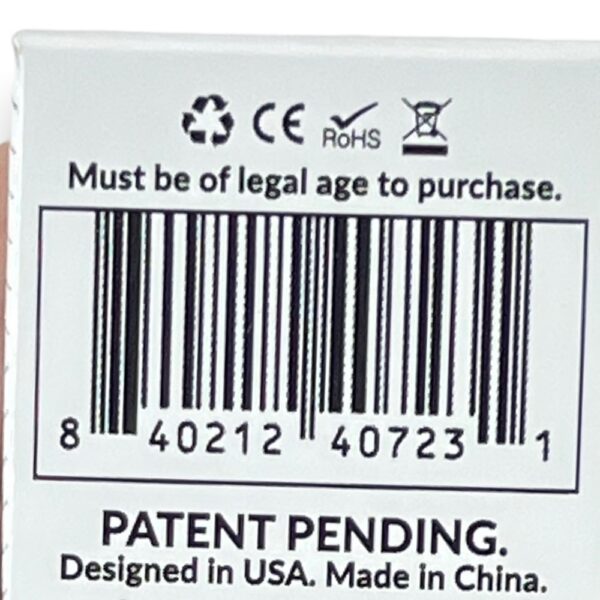 CE RoHS
Must be of legal age to purchase.
8 40212 40723 1
PATENT PENDING.
Designed in USA. Made in China.